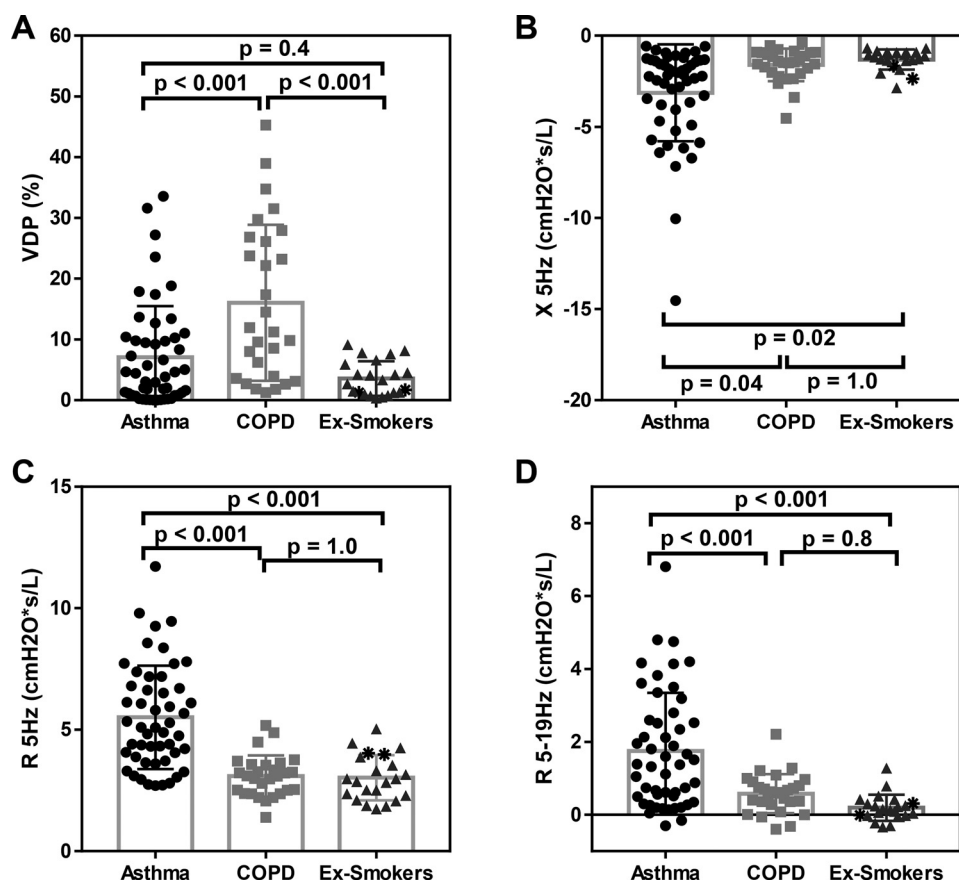 A
B
60
50
40
30
20
10
0
VDP (%)
p = 0.4
p < 0.001
p < 0.001
Asthma
COPD
Ex-Smokers
0
-5
-10
-15
-20
X 5Hz (cmH2O*s/L)
p = 0.02
p = 0.04
p = 1.0
Asthma
COPD
Ex-Smokers
C
D
15
10
5
0
R 5Hz (cmH2O*s/L)
p < 0.001
p < 0.001
p = 1.0
Asthma
COPD
Ex-Smokers
8
6
4
2
0
R 5-19Hz (cmH2O*s/L)
p < 0.001
p < 0.001
p = 0.8
Asthma
COPD
Ex-Smokers